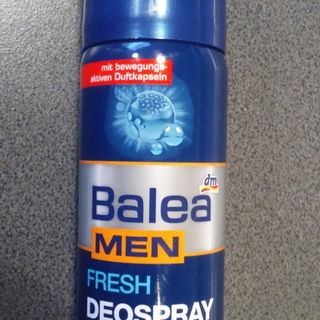 mit bewegungs-
aktiven Duftkapseln
dm
Balea
MEN
FRESH
DEOSPRAY